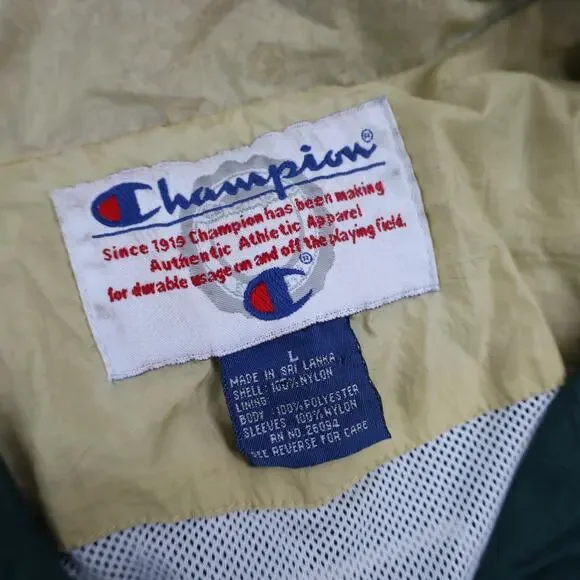 Champion®
Since 1919 Champion has been making
Authentic Athletic Apparel
for durable usage on and off the playing field.
®
L
MADE IN SRI LANKA
SHELL: 100% NYLON
LINING:
BODY : 100% POLYESTER
SLEEVES : 100% NYLON
RN NO.26094
SEE REVERSE FOR CARE